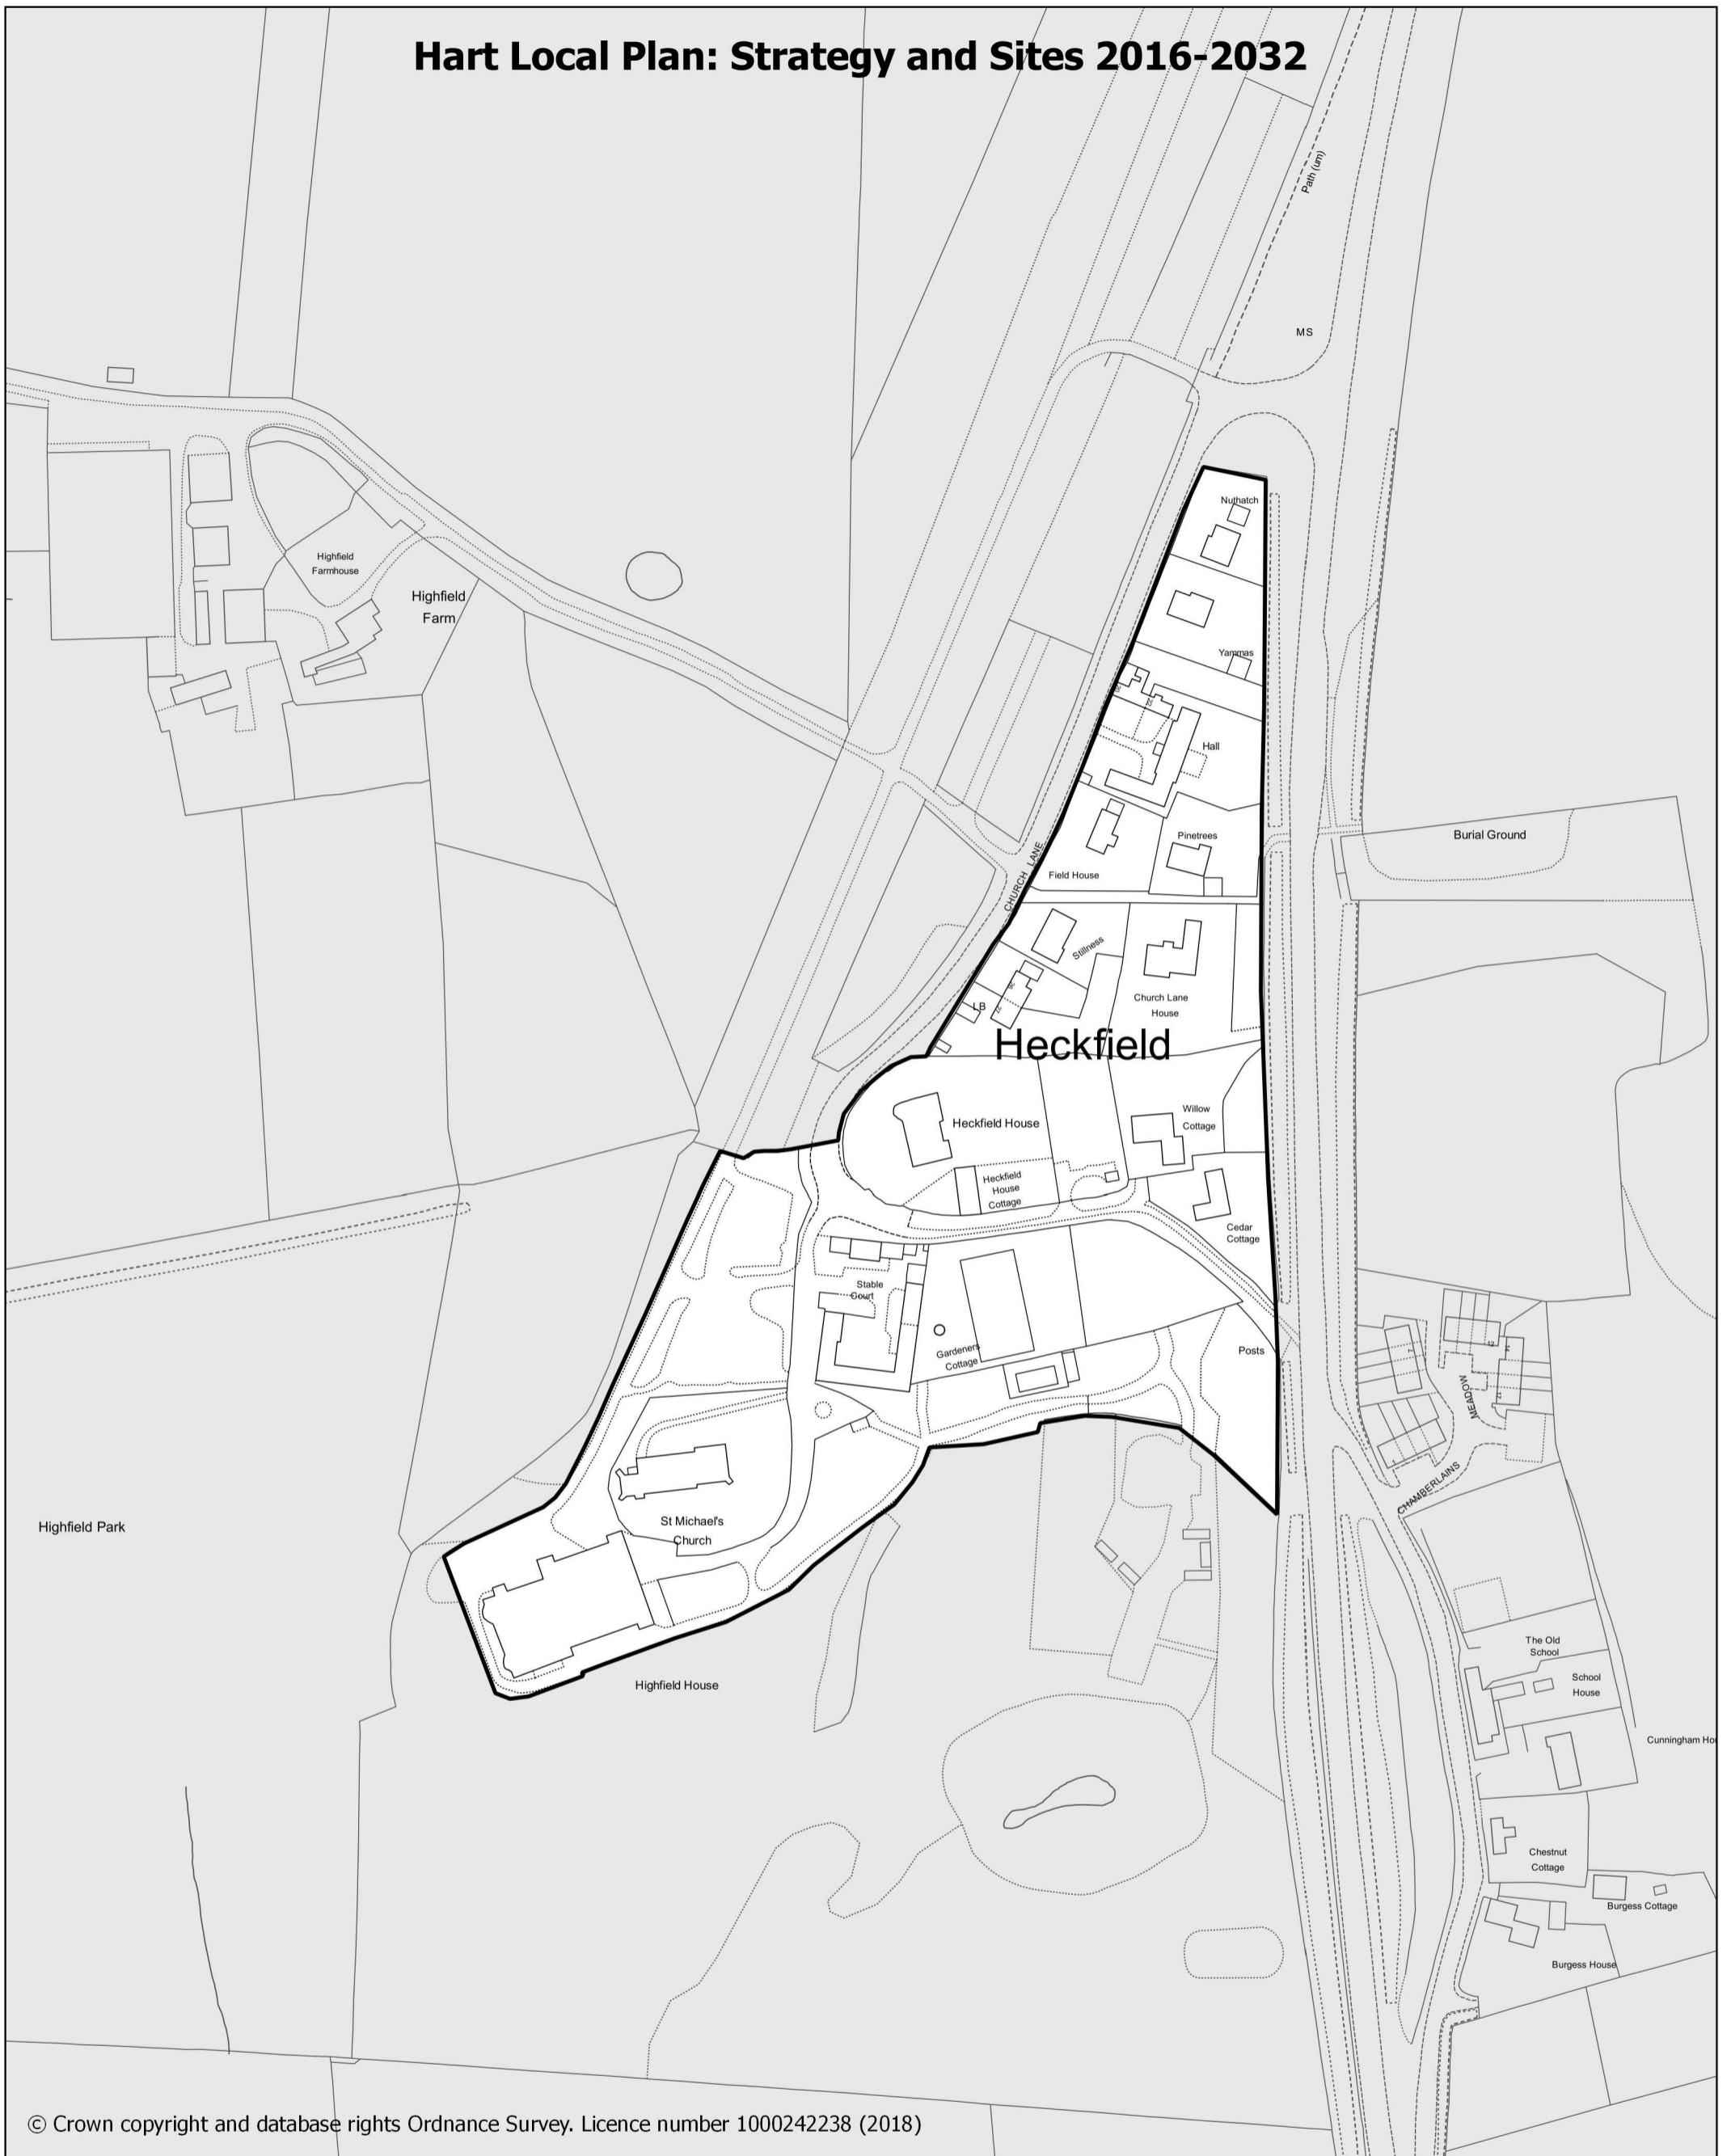 Hart Local Plan: Strategy and Sites 2016-2032
Path (um)
MS
Nuthatch
Highfield
Farmhouse
Highfield
Farm
Yammas
Hall
Pinetrees
Burial Ground
Field House
CHURCH LANE
Stillness
LB
Church Lane
House
Heckfield
Willow
Cottage
Heckfield House
Heckfield
House
Cottage
Cedar
Cottage
Stable
Court
Gardeners
Cottage
Posts
MEADOW
CHAMBERLAINS
St Michael's
Church
Highfield Park
Highfield House
The Old
School
School
House
Cunningham Hou
Chestnut
Cottage
Burgess Cottage
Burgess House
© Crown copyright and database rights Ordnance Survey. Licence number 1000242238 (2018)